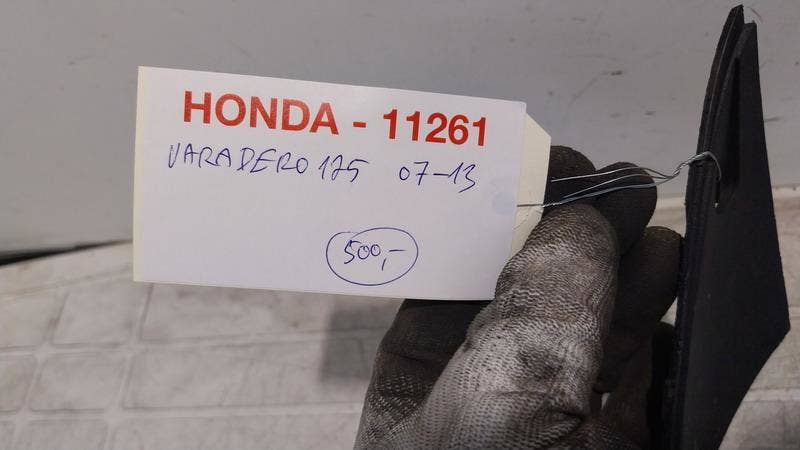 HONDA - 11261
VARADERO 125 07-13
500,-